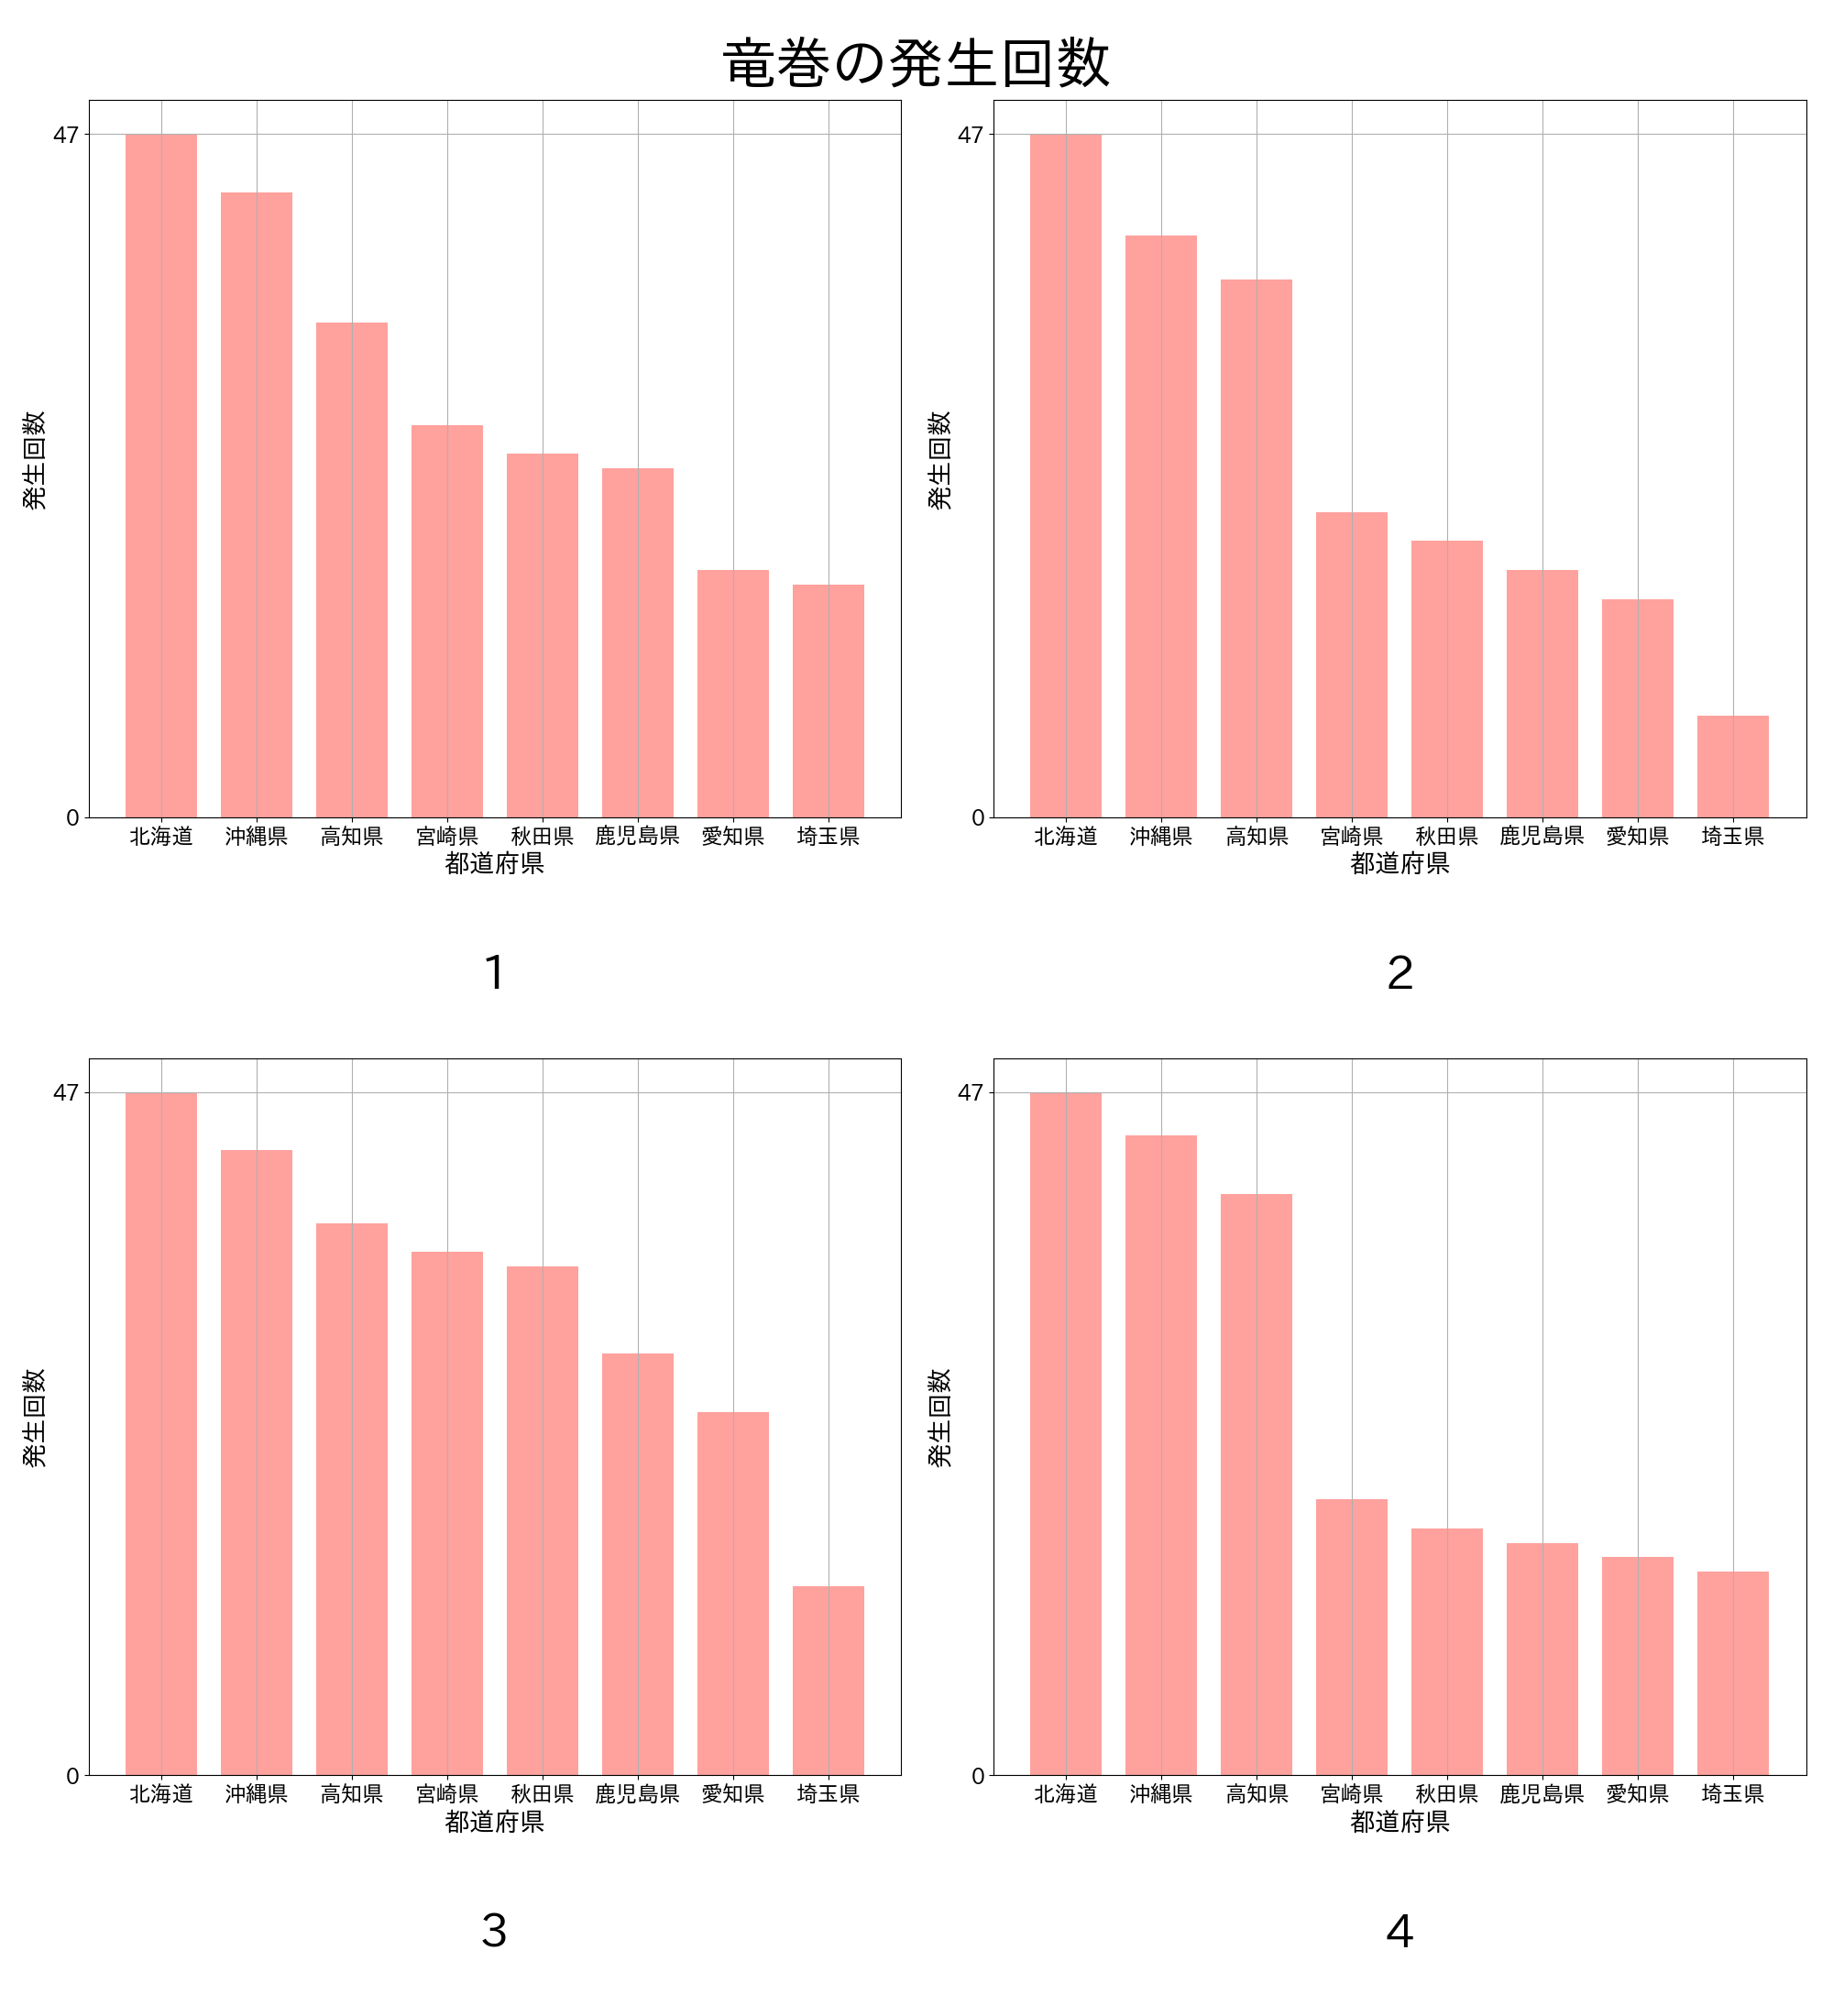 竜巻の発生回数
47
0
発生回数
北海道 沖縄県 高知県 宮崎県 秋田県 鹿児島県 愛知県 埼玉県
都道府県
1
47
0
発生回数
北海道 沖縄県 高知県 宮崎県 秋田県 鹿児島県 愛知県 埼玉県
都道府県
2
47
0
発生回数
北海道 沖縄県 高知県 宮崎県 秋田県 鹿児島県 愛知県 埼玉県
都道府県
3
47
0
発生回数
北海道 沖縄県 高知県 宮崎県 秋田県 鹿児島県 愛知県 埼玉県
都道府県
4